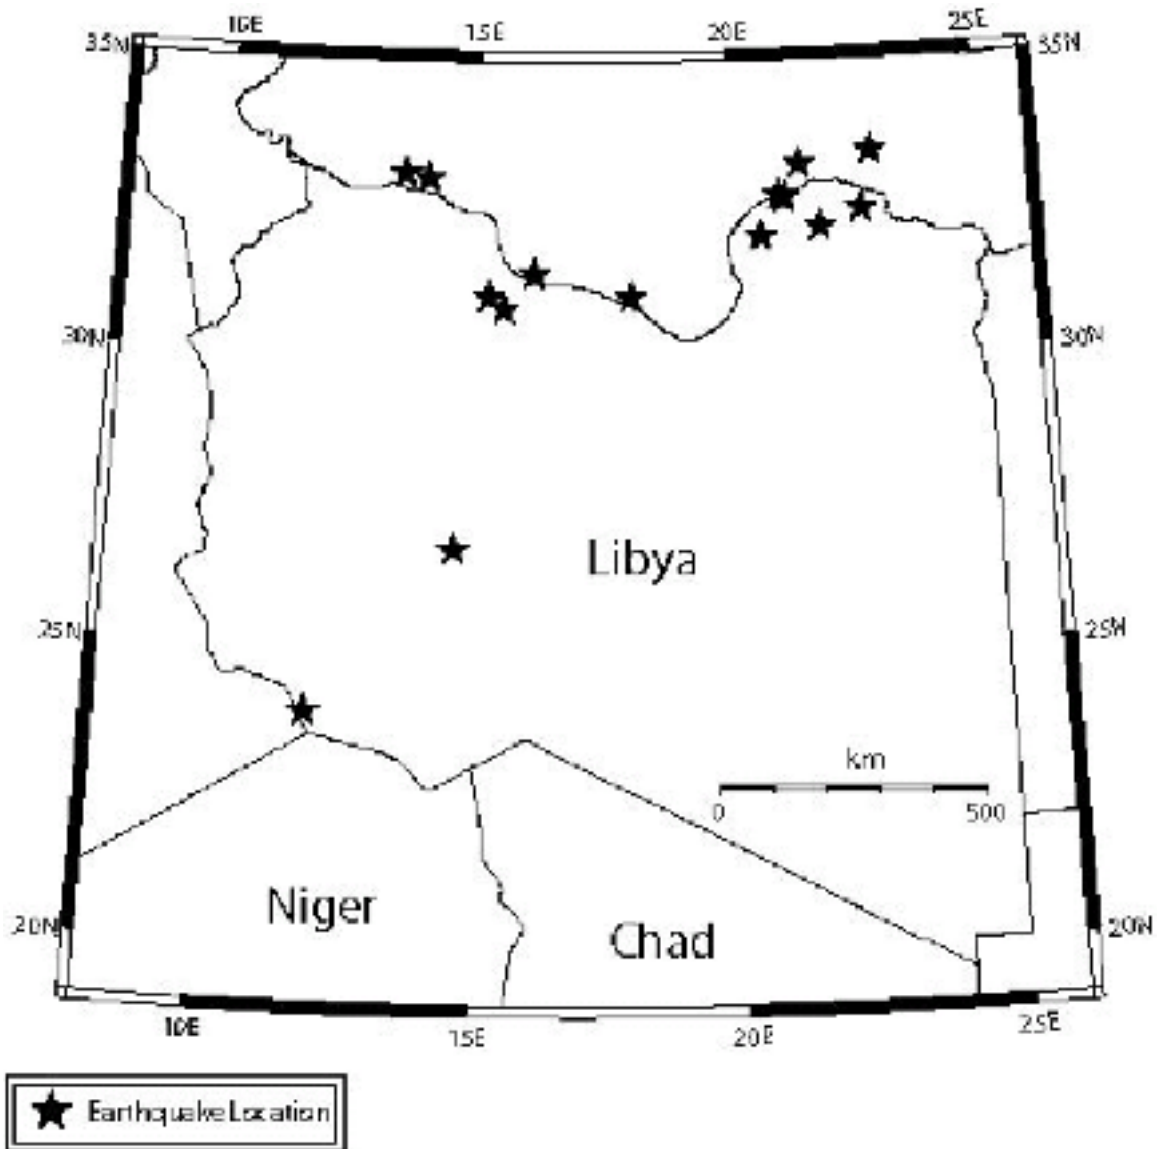 10E 15E 20E 25E
35N 35N
30N 30N
Libya
25N 25N
km
0 500
Niger
Chad
20N 20N
10E 15E 20E 25E
Earthquake Location